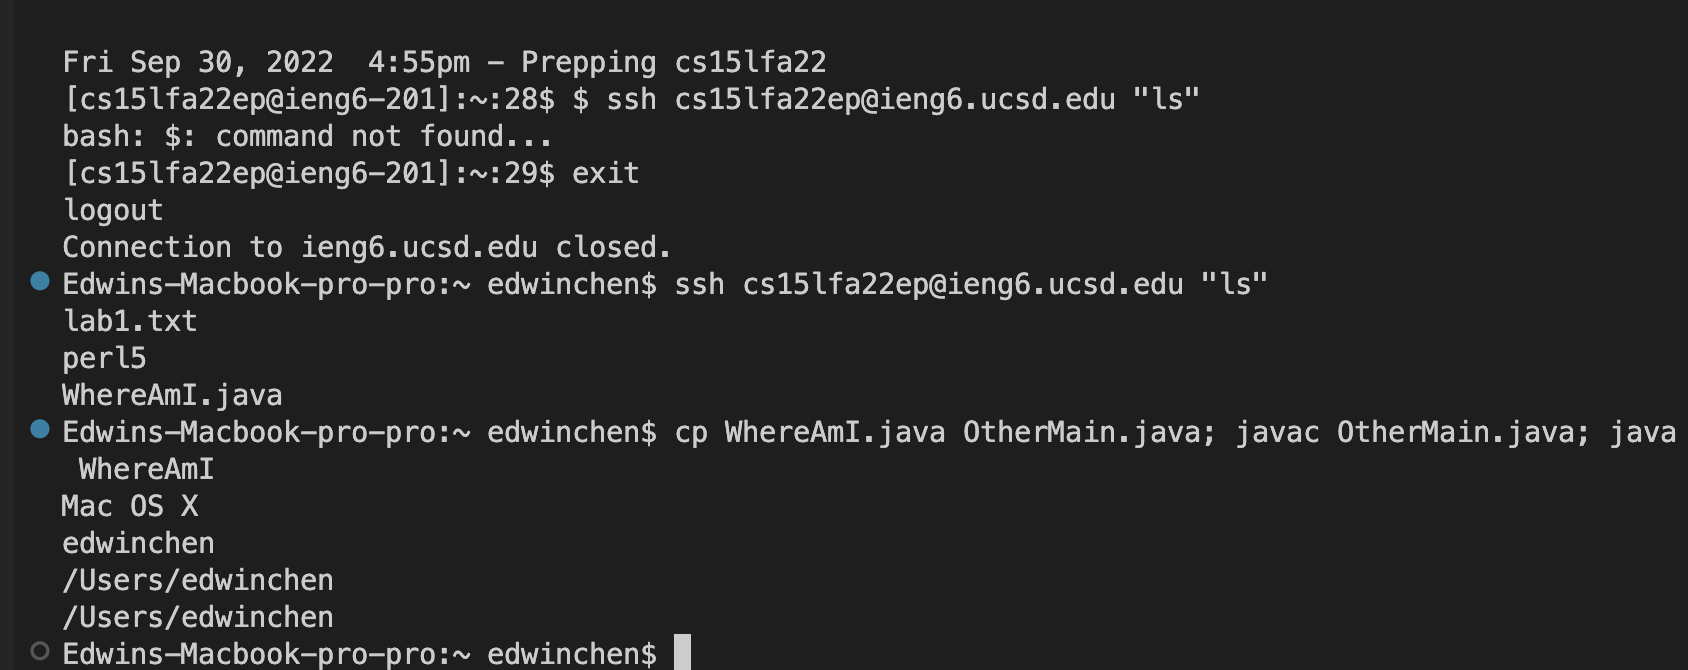 Fri Sep 30, 2022  4:55pm - Prepping cs15lfa22
[cs15lfa22ep@ieng6-201]:~:28$ $ ssh cs15lfa22ep@ieng6.ucsd.edu "ls"
bash: $: command not found...
[cs15lfa22ep@ieng6-201]:~:29$ exit
logout
Connection to ieng6.ucsd.edu closed.
Edwins-Macbook-pro-pro:~ edwinchen$ ssh cs15lfa22ep@ieng6.ucsd.edu "ls"
lab1.txt
perl5
WhereAmI.java
Edwins-Macbook-pro-pro:~ edwinchen$ cp WhereAmI.java OtherMain.java; javac OtherMain.java; java
 WhereAmI
Mac OS X
edwinchen
/Users/edwinchen
/Users/edwinchen
Edwins-Macbook-pro-pro:~ edwinchen$